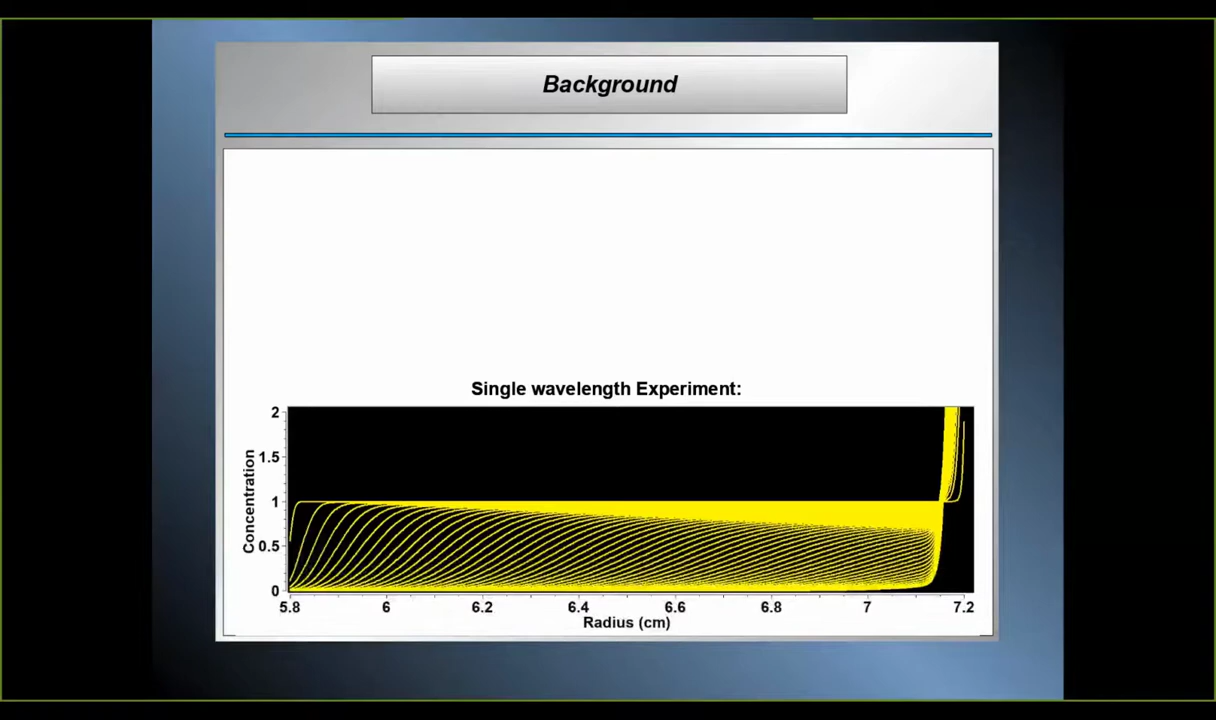 Background
Single wavelength Experiment:
2
1.5
1
0.5
0
Concentration
5.8 6 6.2 6.4 6.6 6.8 7 7.2
Radius (cm)